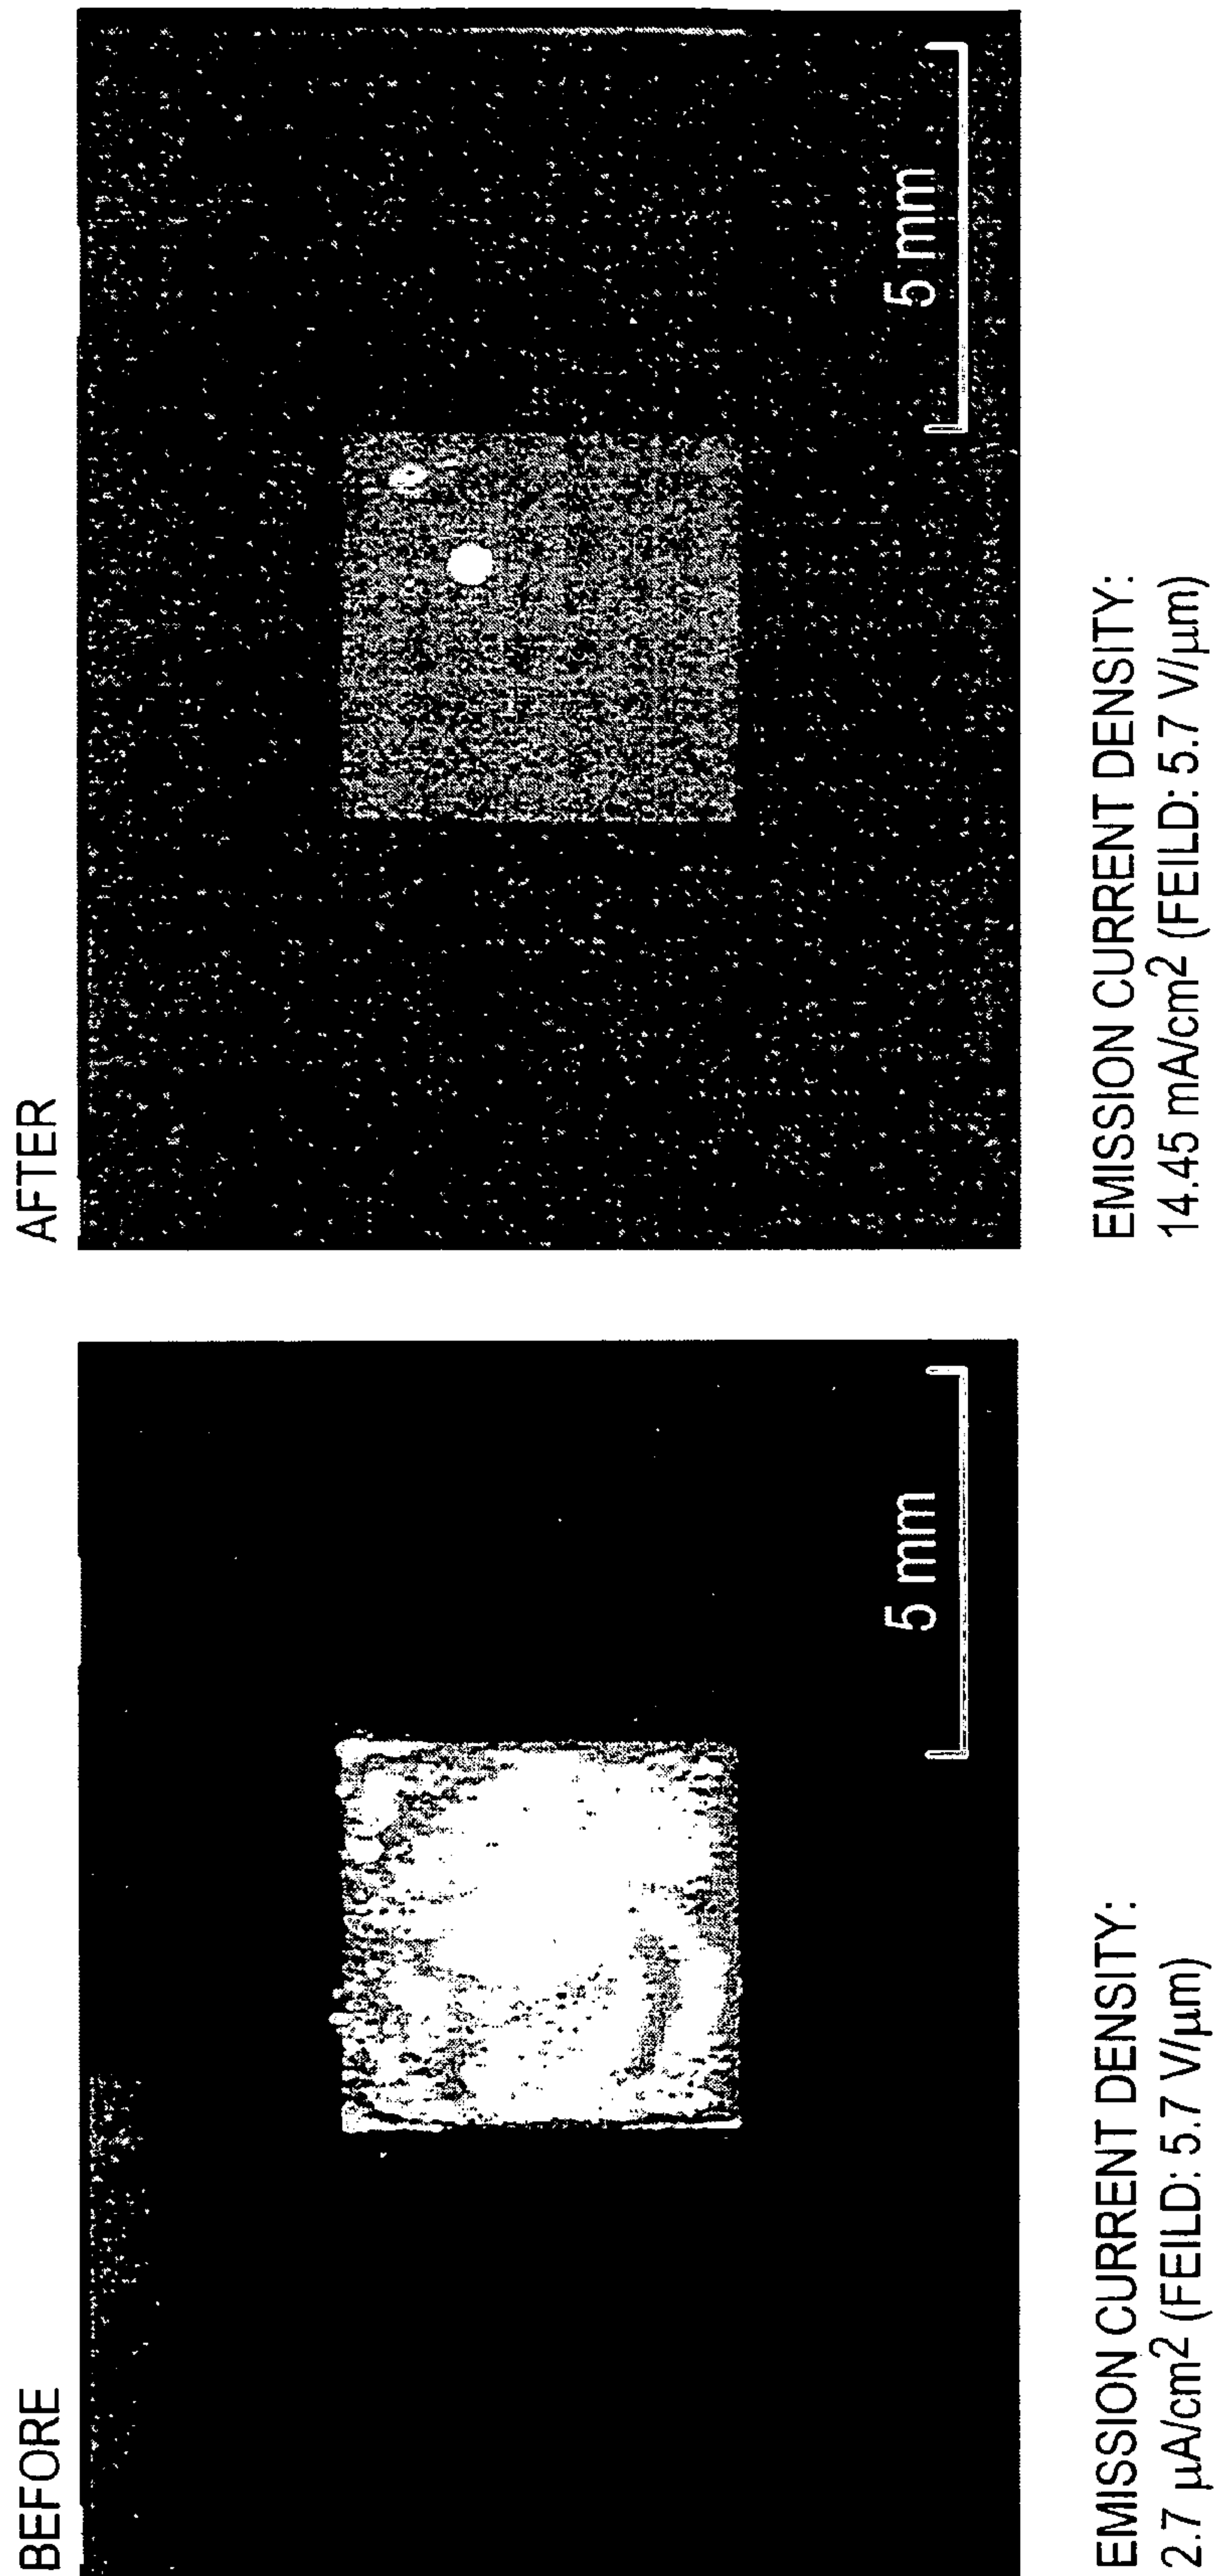 BEFORE
5 mm
EMISSION CURRENT DENSITY:
2.7 μA/cm² (FEILD: 5.7 V/μm)
AFTER
5 mm
EMISSION CURRENT DENSITY:
14.45 mA/cm² (FEILD: 5.7 V/μm)